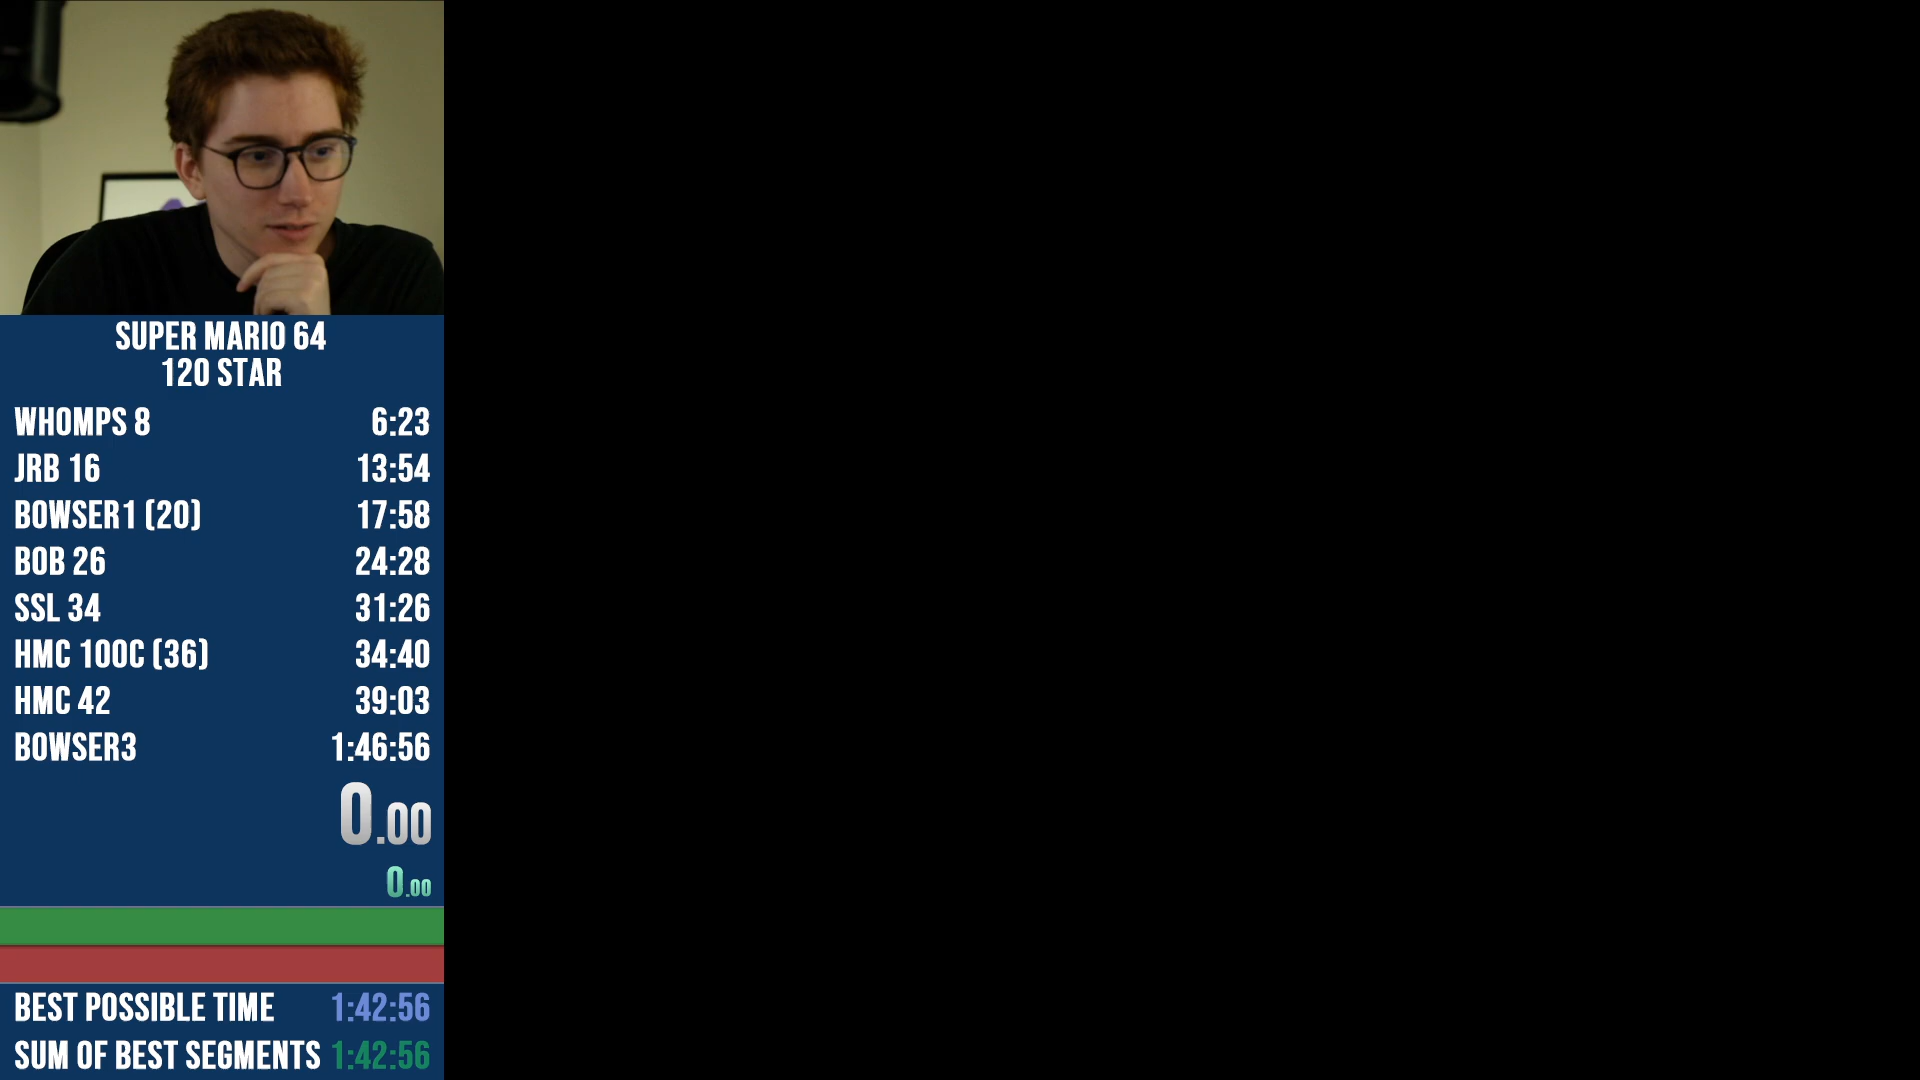 SUPER MARIO 64
120 STAR
WHOMPS 8 6:23
JRB 16 13:54
BOWSER1 (20) 17:58
BOB 26 24:28
SSL 34 31:26
HMC 100C (36) 34:40
HMC 42 39:03
BOWSER3 1:46:56
0.00
0.00
BEST POSSIBLE TIME 1:42:56
SUM OF BEST SEGMENTS 1:42:56